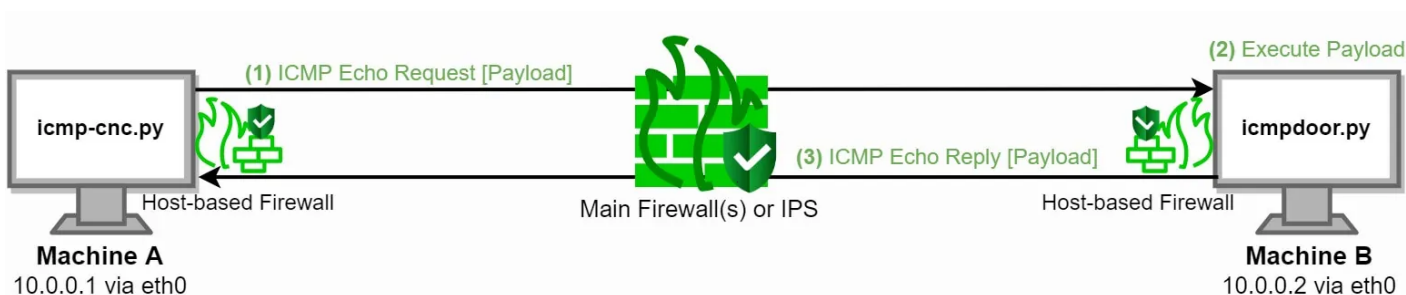 (2) Execute Payload
(1) ICMP Echo Request [Payload]
icmp-cnc.py
icmpdoor.py
(3) ICMP Echo Reply [Payload]
Host-based Firewall
Main Firewall(s) or IPS
Host-based Firewall
Machine A
10.0.0.1 via eth0
Machine B
10.0.0.2 via eth0